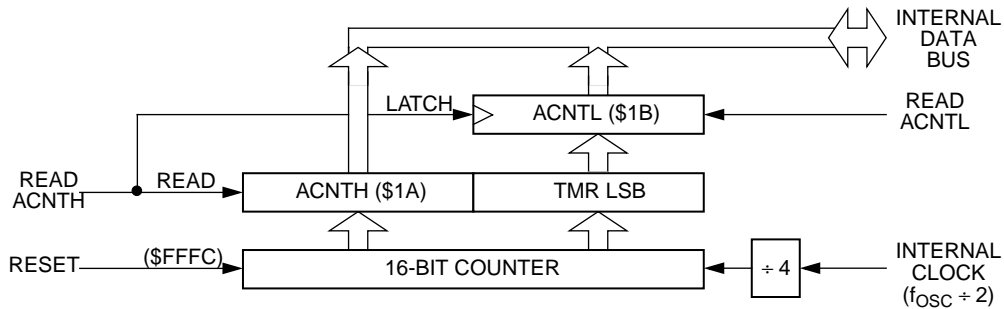 INTERNAL
DATA
BUS
LATCH
ACNTL ($1B)
READ
ACNTL
READ
ACNTH
READ
ACNTH ($1A)
TMR LSB
RESET
($FFFC)
16-BIT COUNTER
÷ 4
INTERNAL
CLOCK
(fOSC ÷ 2)